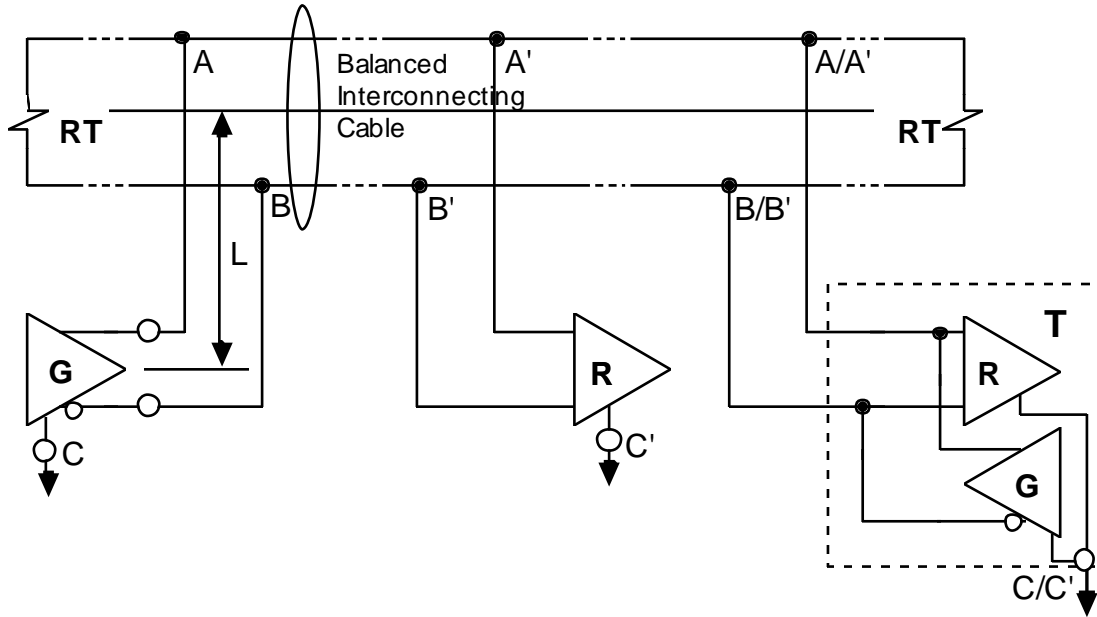 A
Balanced
Interconnecting
Cable
A'
A/A'
RT
RT
B
B'
B/B'
L
T
G
R
R
C
C'
G
C/C'